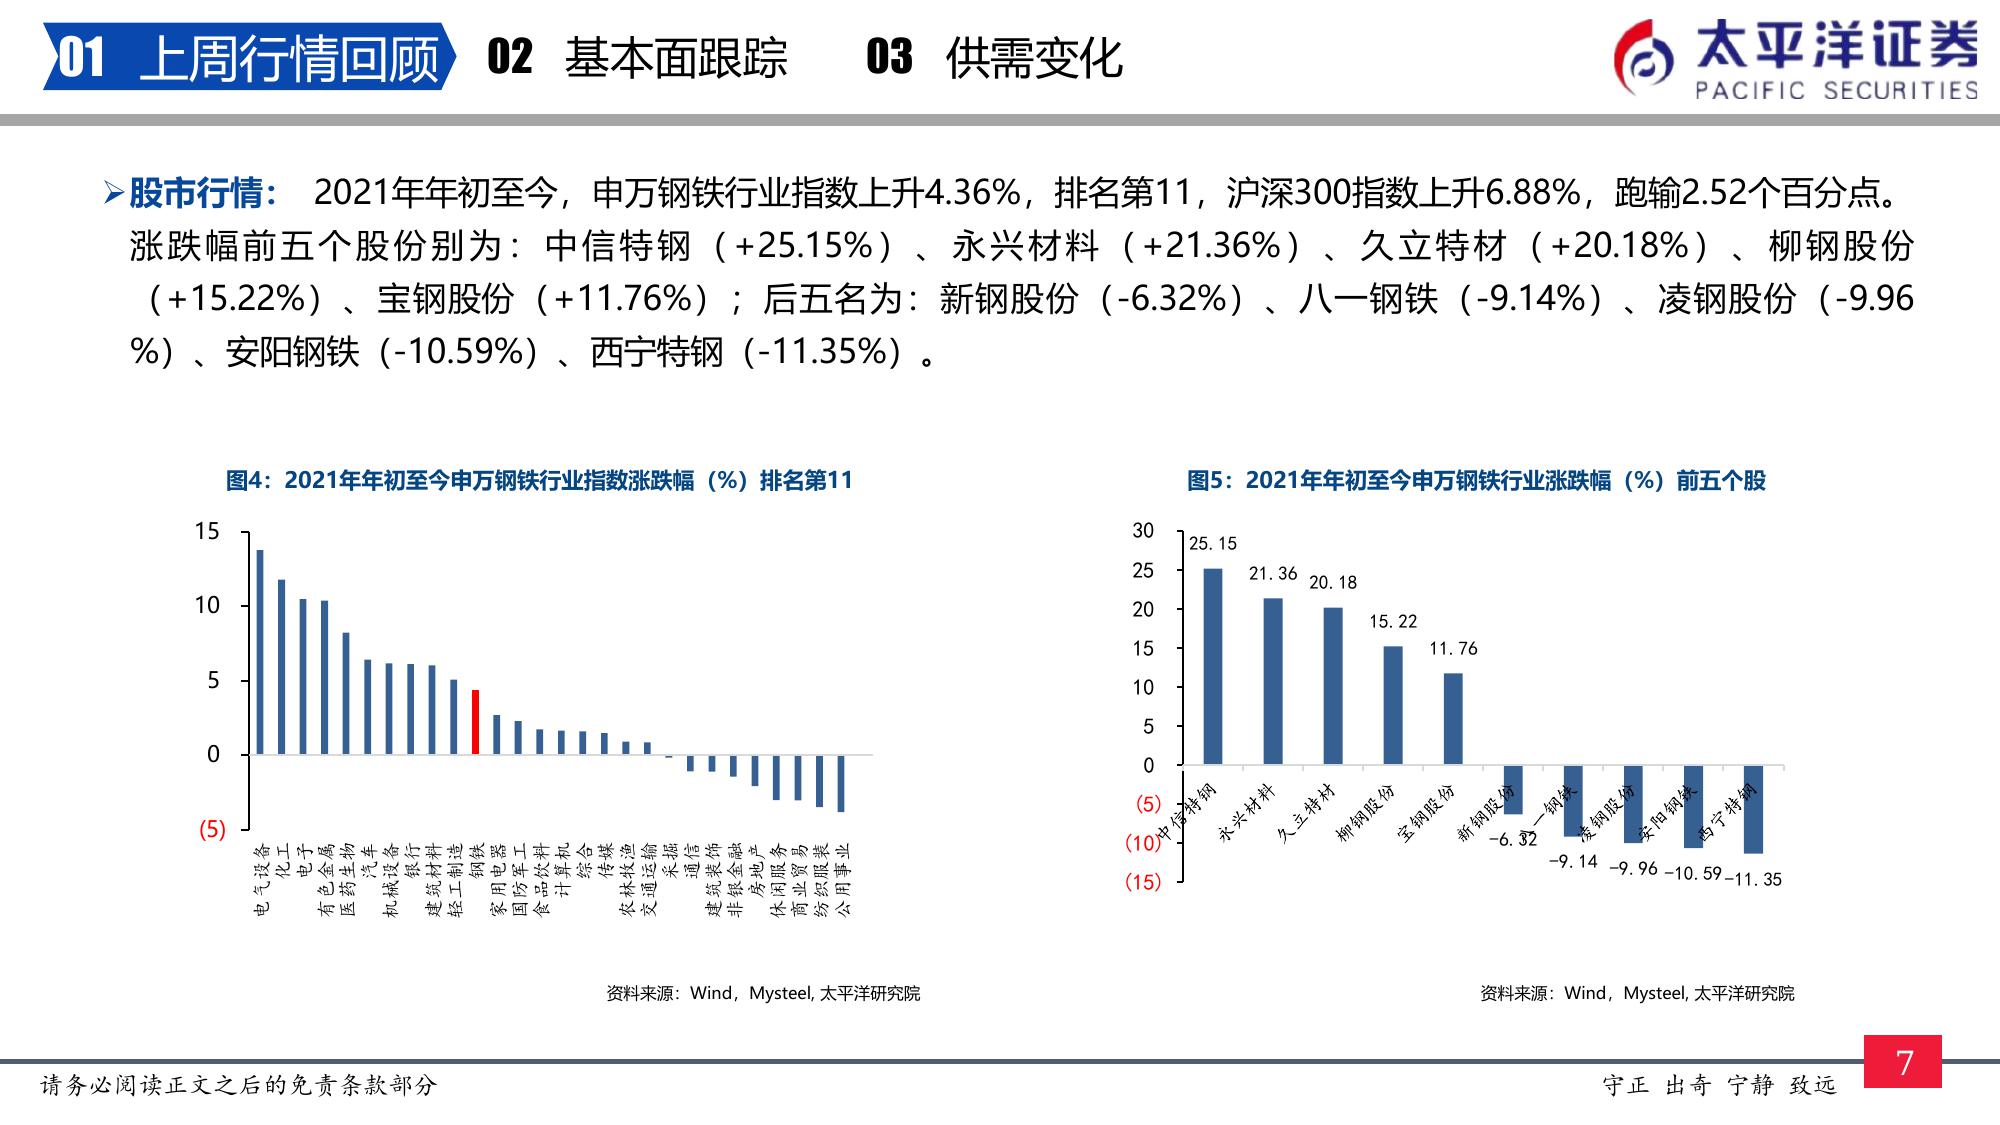 01 上周行情回顾 02 基本面跟踪 03 供需变化
太平洋证券
PACIFIC SECURITIES
➢股市行情： 2021年年初至今，申万钢铁行业指数上升4.36%，排名第11，沪深300指数上升6.88%，跑输2.52个百分点。
涨跌幅前五个股份别为：中信特钢（+25.15%）、永兴材料（+21.36%）、久立特材（+20.18%）、柳钢股份
（+15.22%）、宝钢股份（+11.76%）；后五名为：新钢股份（-6.32%）、八一钢铁（-9.14%）、凌钢股份（-9.96
%）、安阳钢铁（-10.59%）、西宁特钢（-11.35%）。
图4：2021年年初至今申万钢铁行业指数涨跌幅（%）排名第11
15
10
5
0
(5)
电气设备
化工
电子
有色金属
医药生物
汽车
机械设备
银行
建筑材料
轻工制造
钢铁
家用电器
国防军工
食品饮料
计算机
综合
传媒
农林牧渔
交通运输
采掘
通信
建筑装饰
非银金融
房地产
休闲服务
商业贸易
纺织服装
公用事业
资料来源：Wind，Mysteel, 太平洋研究院
图5：2021年年初至今申万钢铁行业涨跌幅（%）前五个股
30
25
20
15
10
5
0
(5)
(10)
(15)
25.15
21.36
20.18
15.22
11.76
-6.32
-9.14
-9.96
-10.59
-11.35
中信特钢
永兴材料
久立特材
柳钢股份
宝钢股份
新钢股份
八一钢铁
凌钢股份
安阳钢铁
西宁特钢
资料来源：Wind，Mysteel, 太平洋研究院
请务必阅读正文之后的免责条款部分
守正 出奇 宁静 致远
7